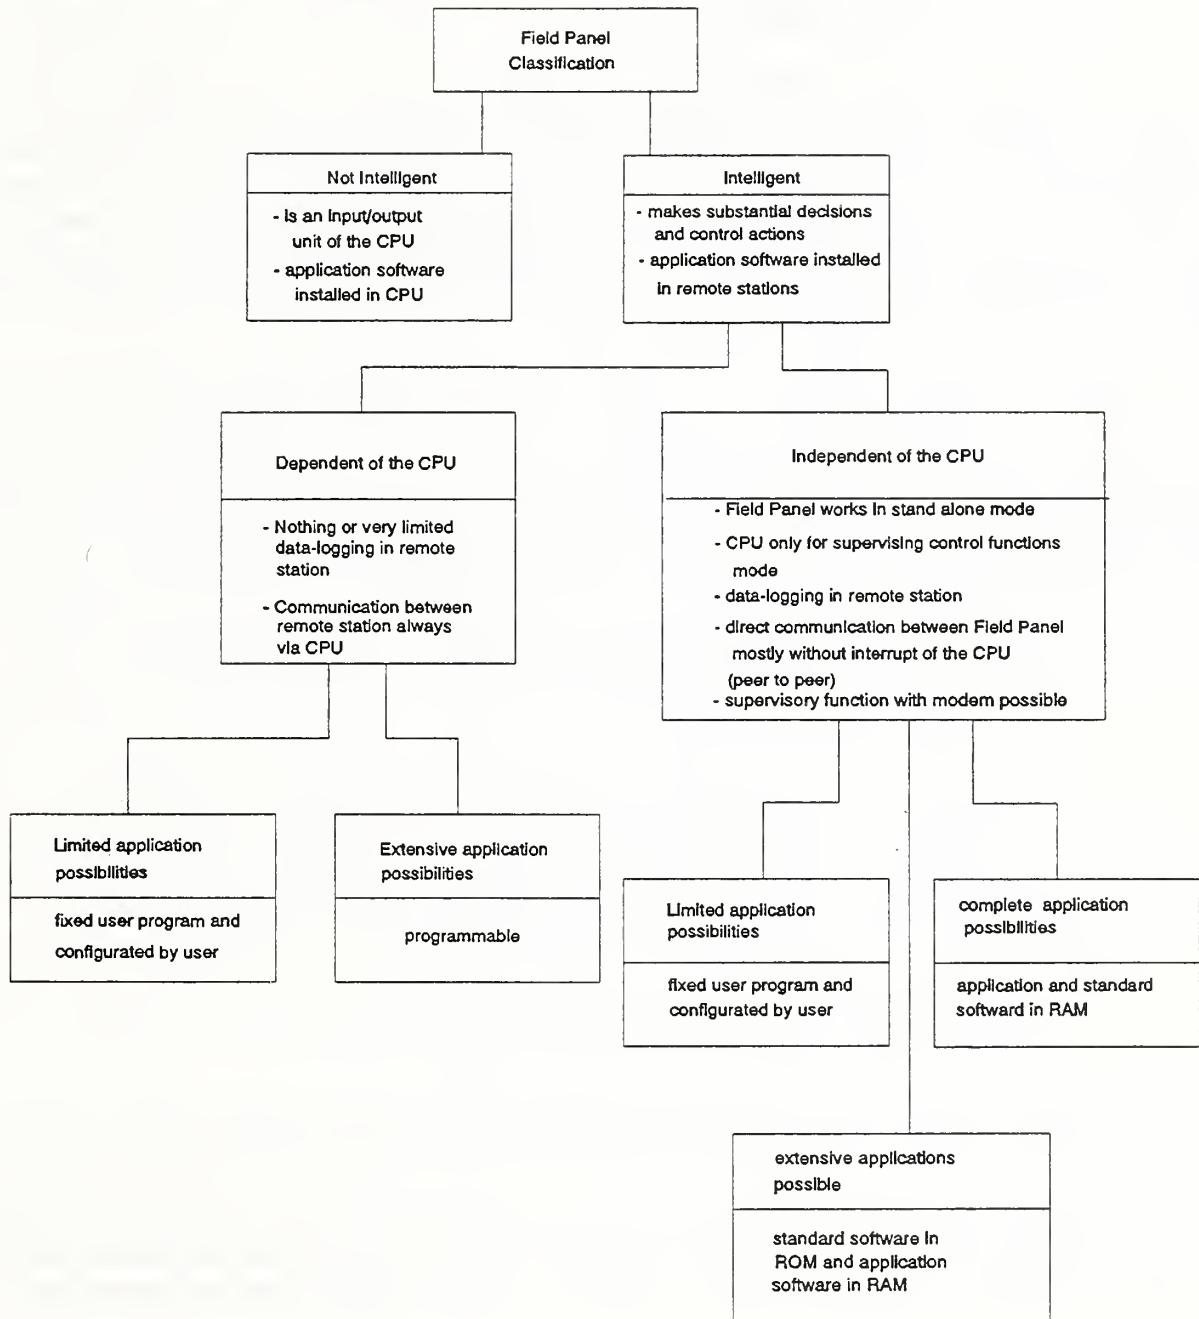 Field Panel
Classification
Not Intelligent
- Is an Input/output
unit of the CPU
- application software
installed in CPU
Intelligent
- makes substantial decisions
and control actions
- application software installed
in remote stations
Dependent of the CPU
- Nothing or very limited
data-logging in remote
station
- Communication between
remote station always
via CPU
Independent of the CPU
- Field Panel works in stand alone mode
- CPU only for supervising control functions
mode
- data-logging in remote station
- direct communication between Field Panel
mostly without interrupt of the CPU
(peer to peer)
- supervisory function with modem possible
Limited application
possibilities
fixed user program and
configurated by user
Extensive application
possibilities
programmable
Limited application
possibilities
fixed user program and
configurated by user
complete application
possibilities
application and standard
softward in RAM
extensive applications
possible
standard software in
ROM and application
software in RAM